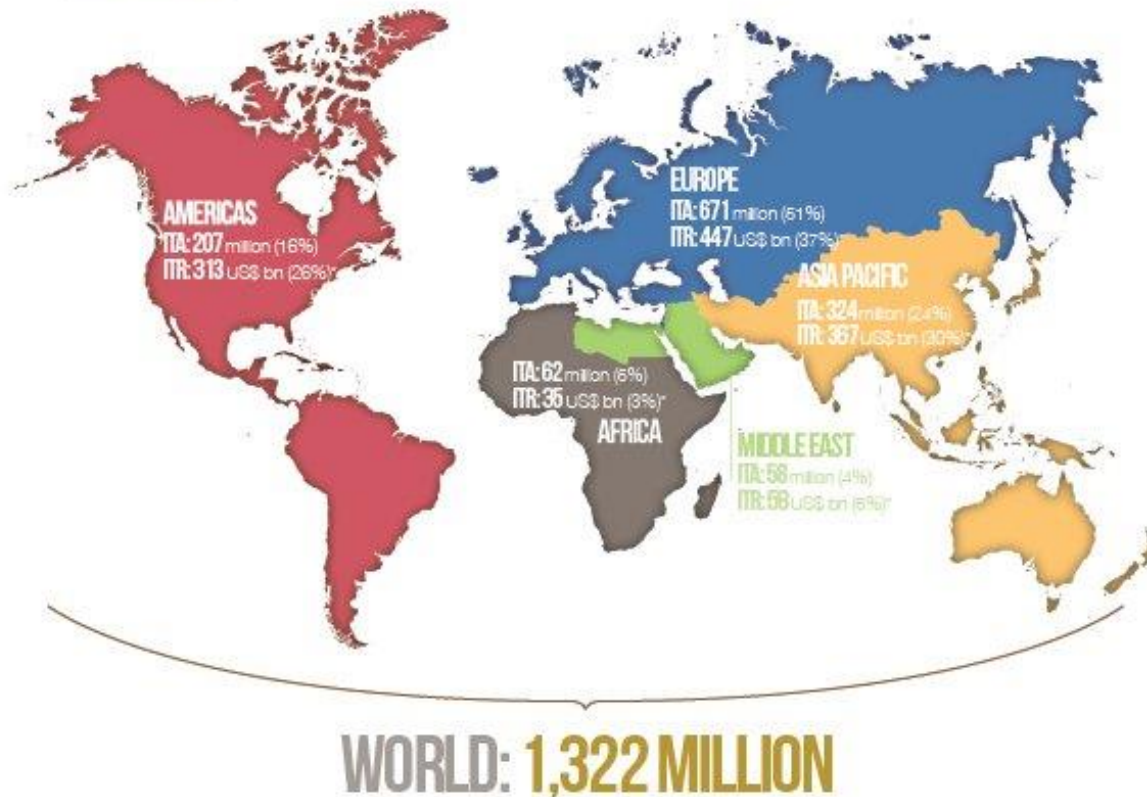 AMERICAS
ITA: 207 million (16%)
ITR: 313 US$ bn (26%)*
EUROPE
ITA: 671 million (51%)
ITR: 447 US$ bn (37%)*
ASIA PACIFIC
ITA: 324 million (24%)
ITR: 367 US$ bn (30%)*
ITA: 62 million (5%)
ITR: 35 US$ bn (3%)*
AFRICA
MIDDLE EAST
ITA: 58 million (4%)
ITR: 58 US$ bn (5%)*
WORLD: 1,322 MILLION